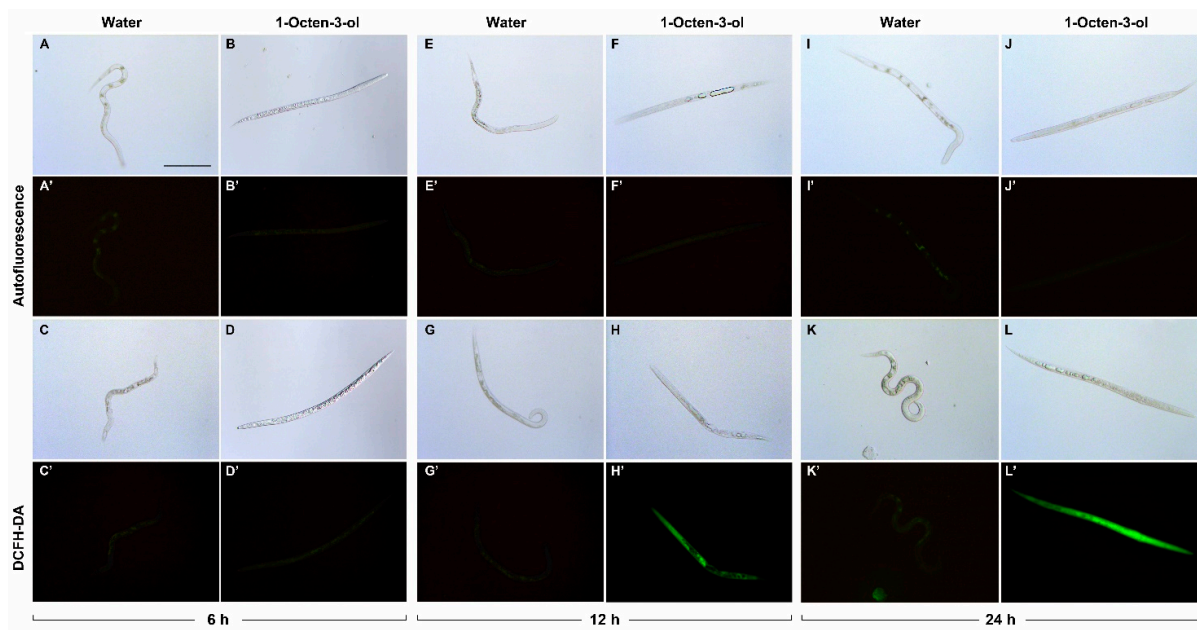 Water 1-Octen-3-ol Water 1-Octen-3-ol Water 1-Octen-3-ol
A B E F I J
A' B' E' F' I' J'
Autofluorescence
C D G H K L
C' D' G' H' K' L'
DCFH-DA
6 h 12 h 24 h